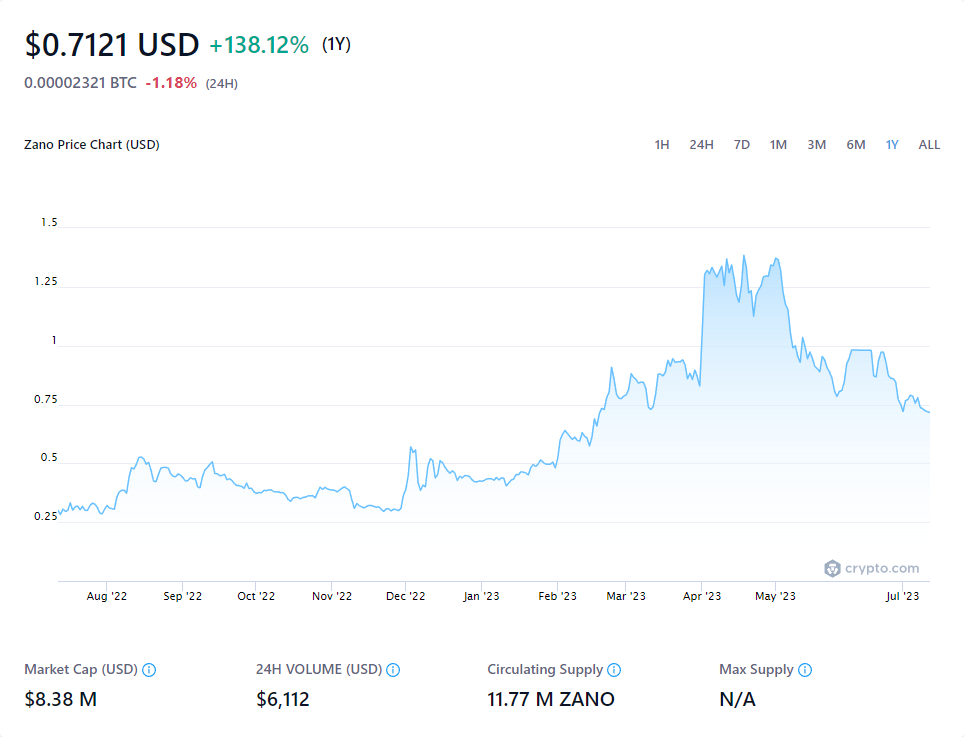 $0.7121 USD +138.12% (1Y)
0.00002321 BTC -1.18% (24H)
Zano Price Chart (USD) 1H 24H 7D 1M 3M 6M 1Y ALL
1.5
1.25
1
0.75
0.5
0.25
crypto.com
Aug '22 Sep '22 Oct '22 Nov '22 Dec '22 Jan '23 Feb '23 Mar '23 Apr '23 May '23 Jul '23
Market Cap (USD) 24H VOLUME (USD) Circulating Supply Max Supply
$8.38 M $6,112 11.77 M ZANO N/A